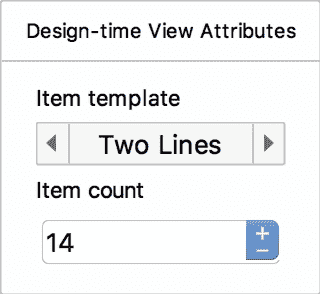 Design-time View Attributes
Item template
Two Lines
Item count
14